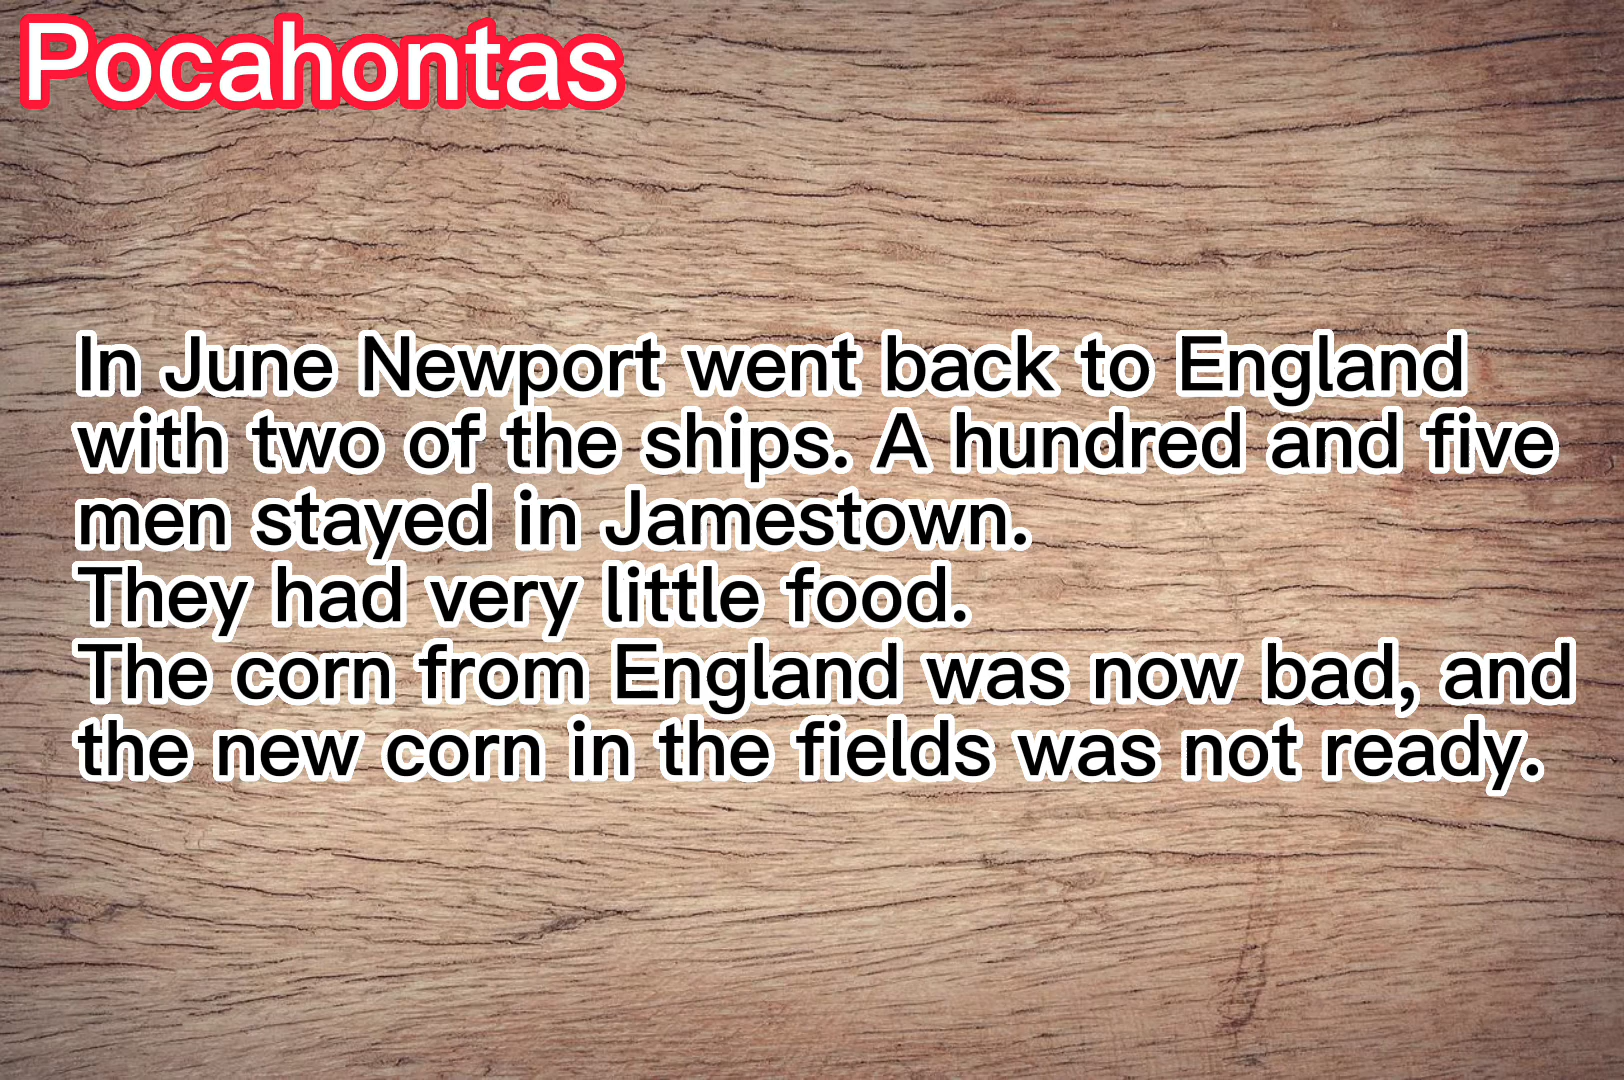 Pocahontas
In June Newport went back to England
with two of the ships. A hundred and five
men stayed in Jamestown.
They had very little food.
The corn from England was now bad, and
the new corn in the fields was not ready.